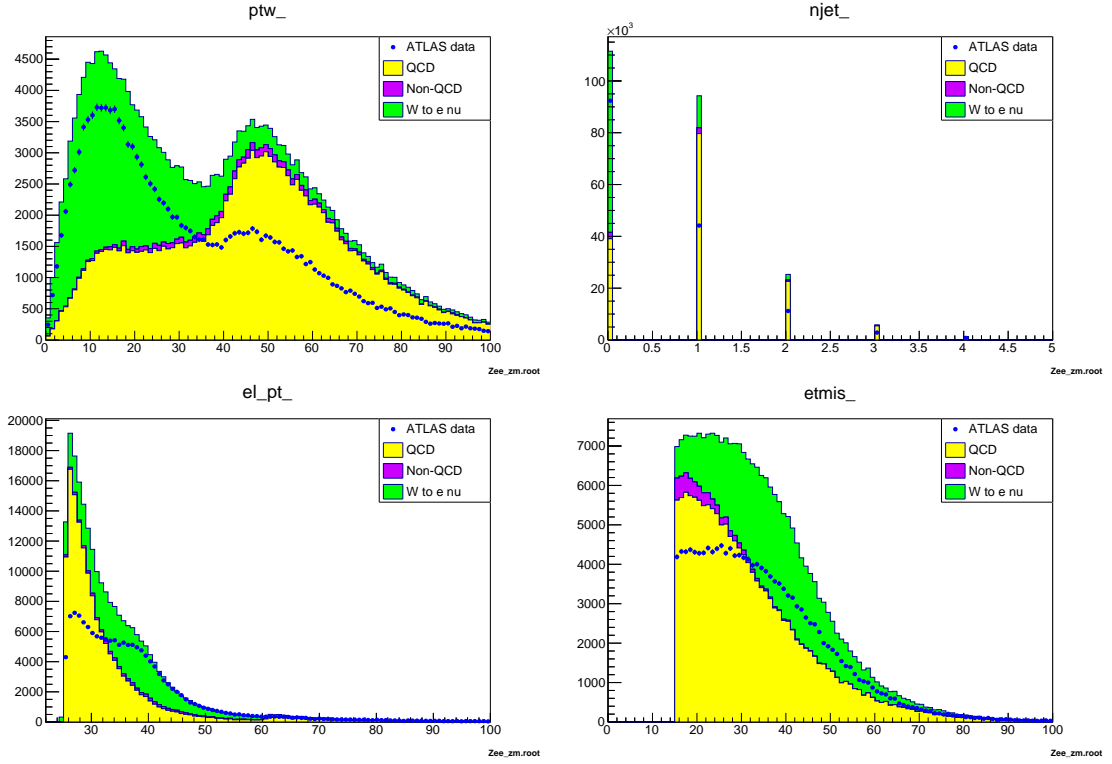 ptw_
4500
4000
3500
3000
2500
2000
1500
1000
500
0
0 10 20 30 40 50 60 70 80 90 100
ATLAS data
QCD
Non-QCD
W to e nu
Zee_zm.root
njet_
×10³
100
80
60
40
20
0
0 0.5 1 1.5 2 2.5 3 3.5 4 4.5 5
ATLAS data
QCD
Non-QCD
W to e nu
Zee_zm.root
el_pt_
20000
18000
16000
14000
12000
10000
8000
6000
4000
2000
0
30 40 50 60 70 80 90 100
ATLAS data
QCD
Non-QCD
W to e nu
Zee_zm.root
etmis_
7000
6000
5000
4000
3000
2000
1000
0
0 10 20 30 40 50 60 70 80 90 100
ATLAS data
QCD
Non-QCD
W to e nu
Zee_zm.root